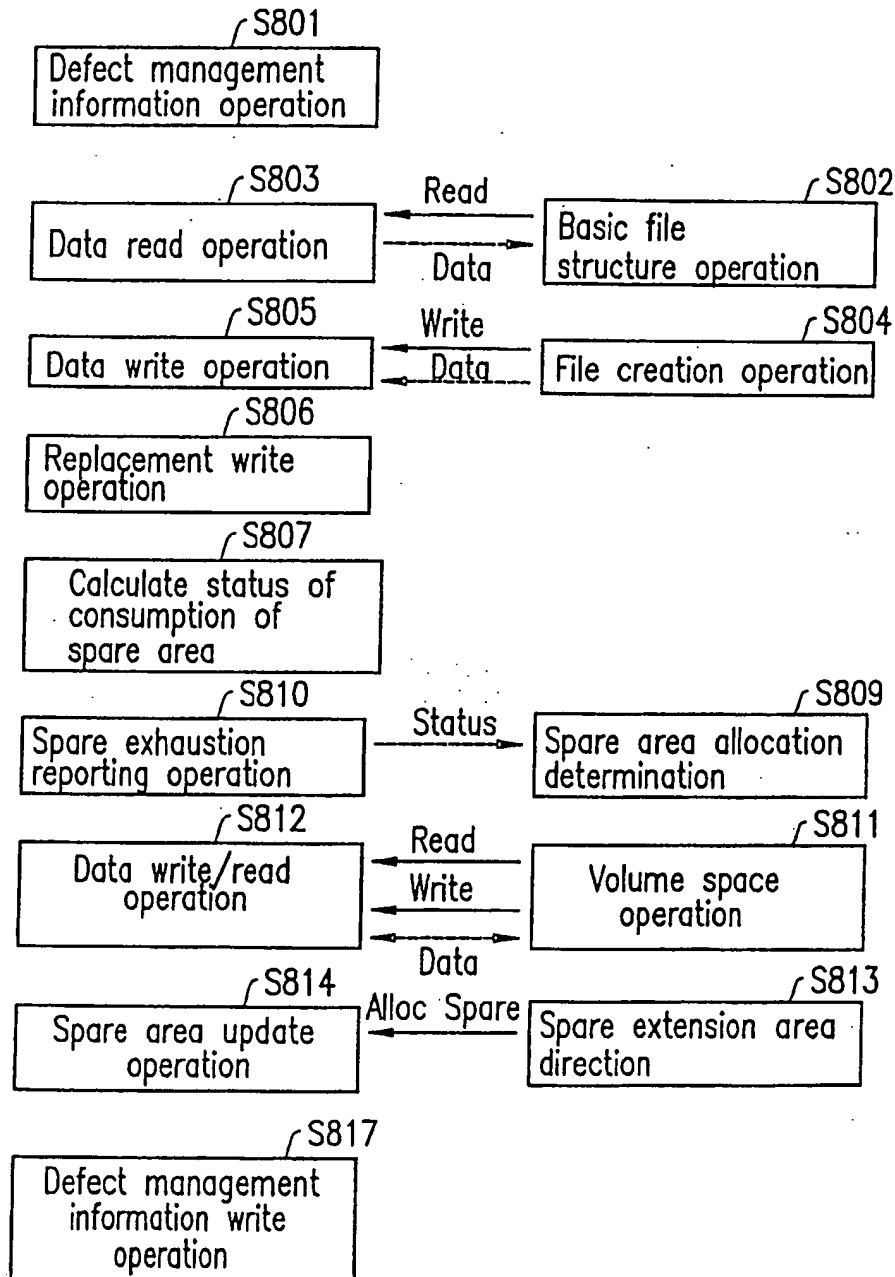 S801
Defect management
information operation
S803
Read
S802
Data read operation
Basic file
structure operation
Data
S805
Write
S804
Data write operation
Data
File creation operation
S806
Replacement write
operation
S807
Calculate status of
consumption of
spare area
S810
Status
S809
Spare exhaustion
reporting operation
Spare area allocation
determination
S812
Read
S811
Data write/read
operation
Write
Volume space
operation
Data
S814
Alloc Spare
S813
Spare area update
operation
Spare extension area
direction
S817
Defect management
information write
operation